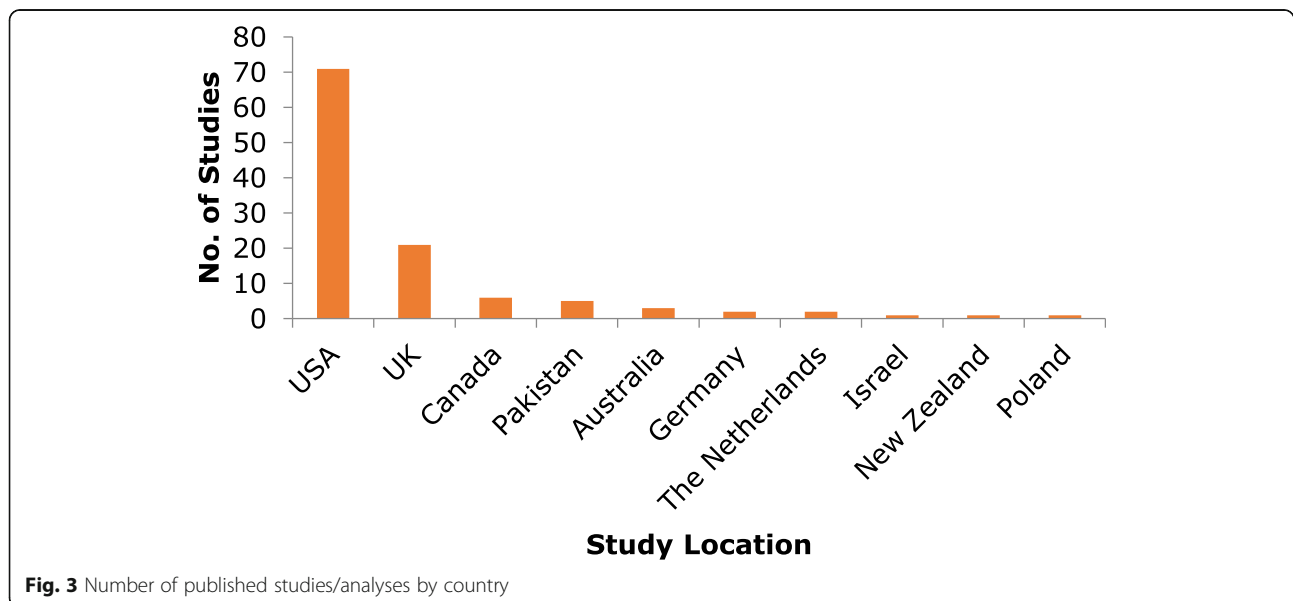 80
70
60
50
40
30
20
10
0
No. of Studies
USA
UK
Canada
Pakistan
Australia
Germany
The Netherlands
Israel
New Zealand
Poland
Study Location
Fig. 3 Number of published studies/analyses by country